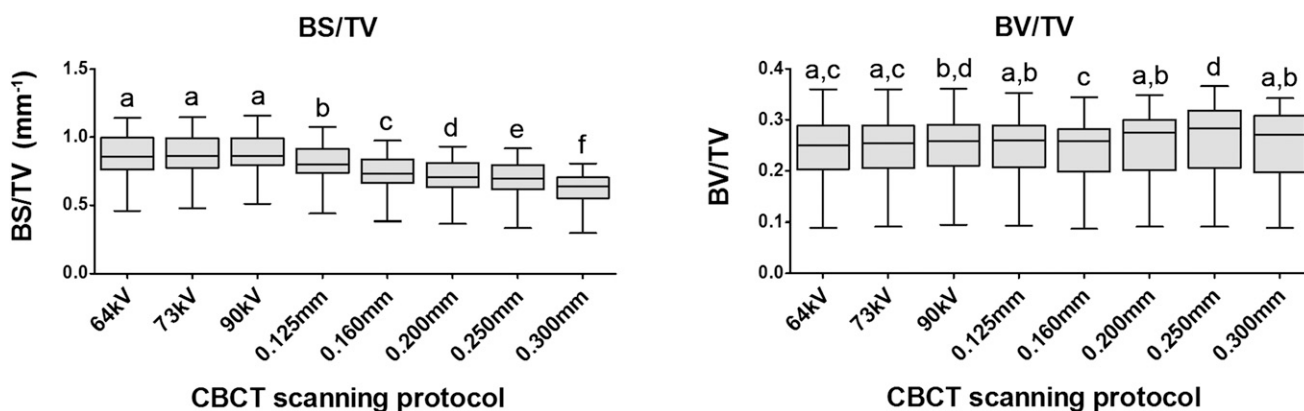 BS/TV
BS/TV (mm⁻¹)
1.5
1.0
0.5
0.0
a
a
a
b
c
d
e
f
64kV
73kV
90kV
0.125mm
0.160mm
0.200mm
0.250mm
0.300mm
CBCT scanning protocol
BV/TV
BV/TV
0.4
0.3
0.2
0.1
0.0
a,c
a,c
b,d
a,b
c
a,b
d
a,b
64kV
73kV
90kV
0.125mm
0.160mm
0.200mm
0.250mm
0.300mm
CBCT scanning protocol